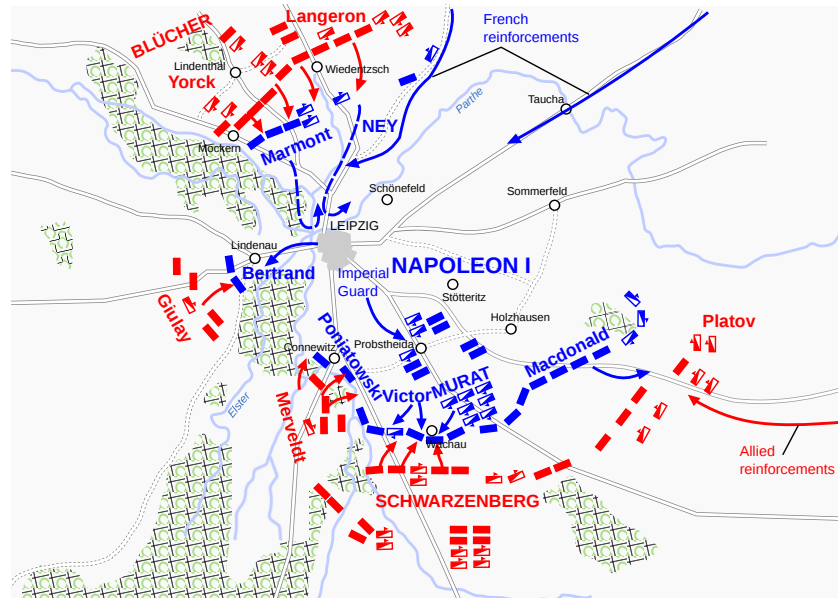 Langeron
French
reinforcements
BLÜCHER
Lindenthal
Wiedentzsch
Yorck
Parthe
Taucha
NEY
Möckern
Marmont
Schönefeld
Sommerfeld
LEIPZIG
Lindenau
Bertrand
Imperial
Guard
NAPOLEON I
Stötteritz
Giulay
Holzhausen
Platov
Poniatowski
Probstheida
Macdonald
Connewitz
Victor
MURAT
Elster
Merveldt
Wachau
Allied
reinforcements
SCHWARZENBERG